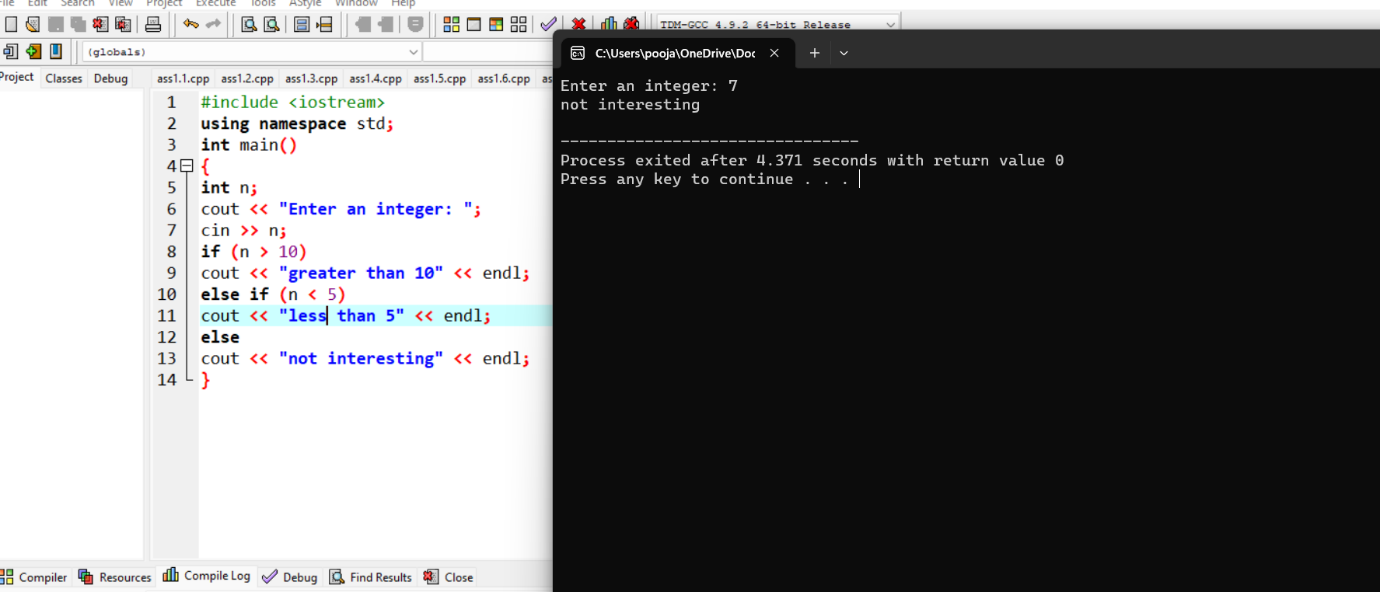 File Edit Search View Project Execute Tools AStyle Window Help
TDM-GCC 4.9.2 64-bit Release
(globals)
Project Classes Debug
ass1.1.cpp ass1.2.cpp ass1.3.cpp ass1.4.cpp ass1.5.cpp ass1.6.cpp as
1 #include <iostream>
2 using namespace std;
3 int main()
4 {
5 int n;
6 cout << "Enter an integer: ";
7 cin >> n;
8 if (n > 10)
9 cout << "greater than 10" << endl;
10 else if (n < 5)
11 cout << "less than 5" << endl;
12 else
13 cout << "not interesting" << endl;
14 }
Compiler Resources Compile Log Debug Find Results Close
C:\Users\pooja\OneDrive\Doc
Enter an integer: 7
not interesting
--------------------------------
Process exited after 4.371 seconds with return value 0
Press any key to continue . . .